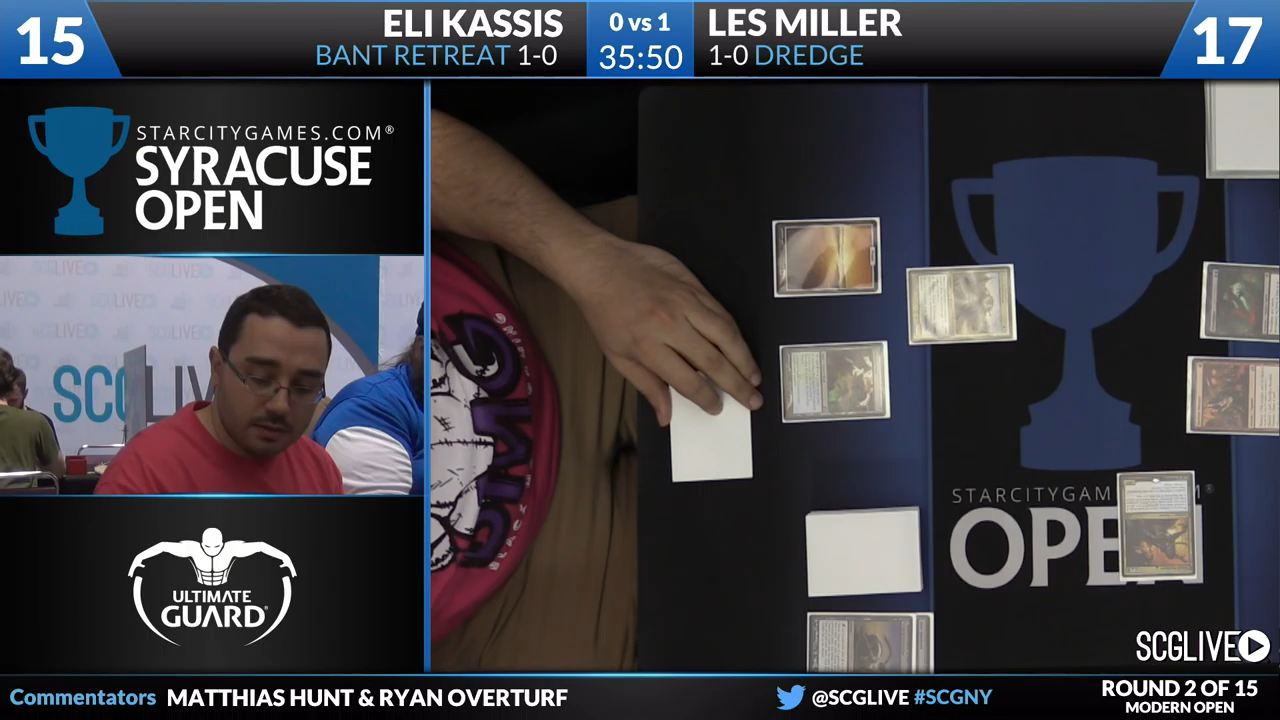 15
ELI KASSIS
BANT RETREAT 1-0
0 vs 1
35:50
LES MILLER
1-0 DREDGE
17
STARCITYGAMES.COM®
SYRACUSE
OPEN
SCGLIVE
ULTIMATE
GUARD
STARCITYGAM
OPE
SCGLIVE
Commentators MATTHIAS HUNT & RYAN OVERTURF
@SCGLIVE #SCGNY
ROUND 2 OF 15
MODERN OPEN